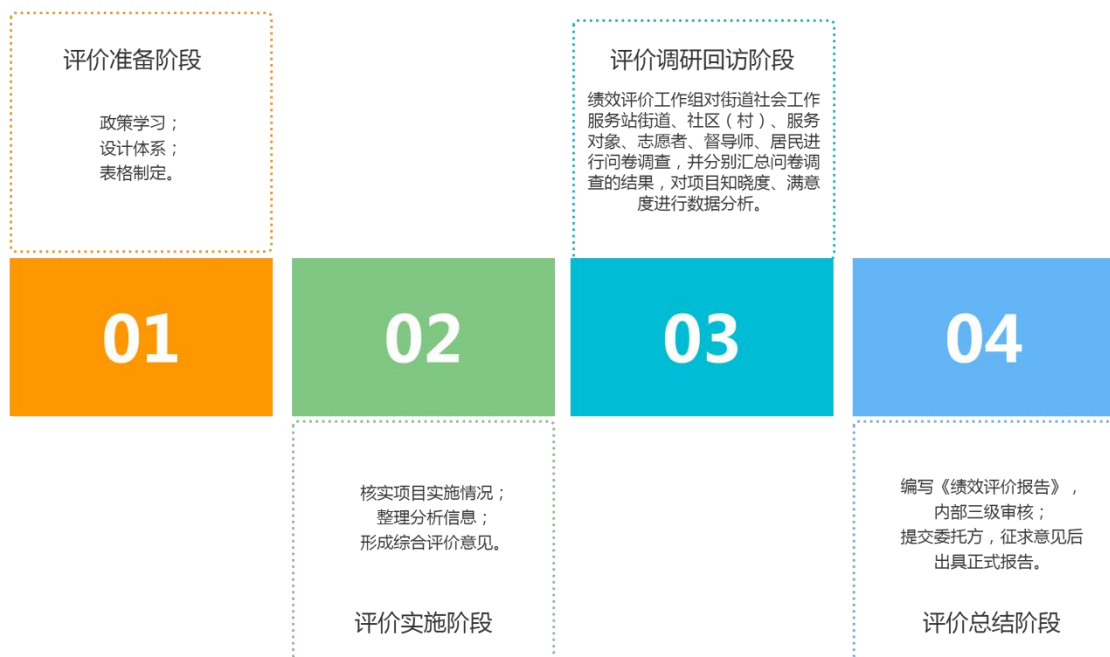 评价准备阶段
政策学习；
设计体系；
表格制定。
01
02
核实项目实施情况；
整理分析信息；
形成综合评价意见。
评价实施阶段
评价调研回访阶段
绩效评价工作组对街道社会工作
服务站街道、社区（村）、服务
对象、志愿者、督导师、居民进
行问卷调查，并分别汇总问卷调
查的结果，对项目知晓度、满意
度进行数据分析。
03
04
编写《绩效评价报告》，
内部三级审核；
提交委托方，征求意见后
出具正式报告。
评价总结阶段